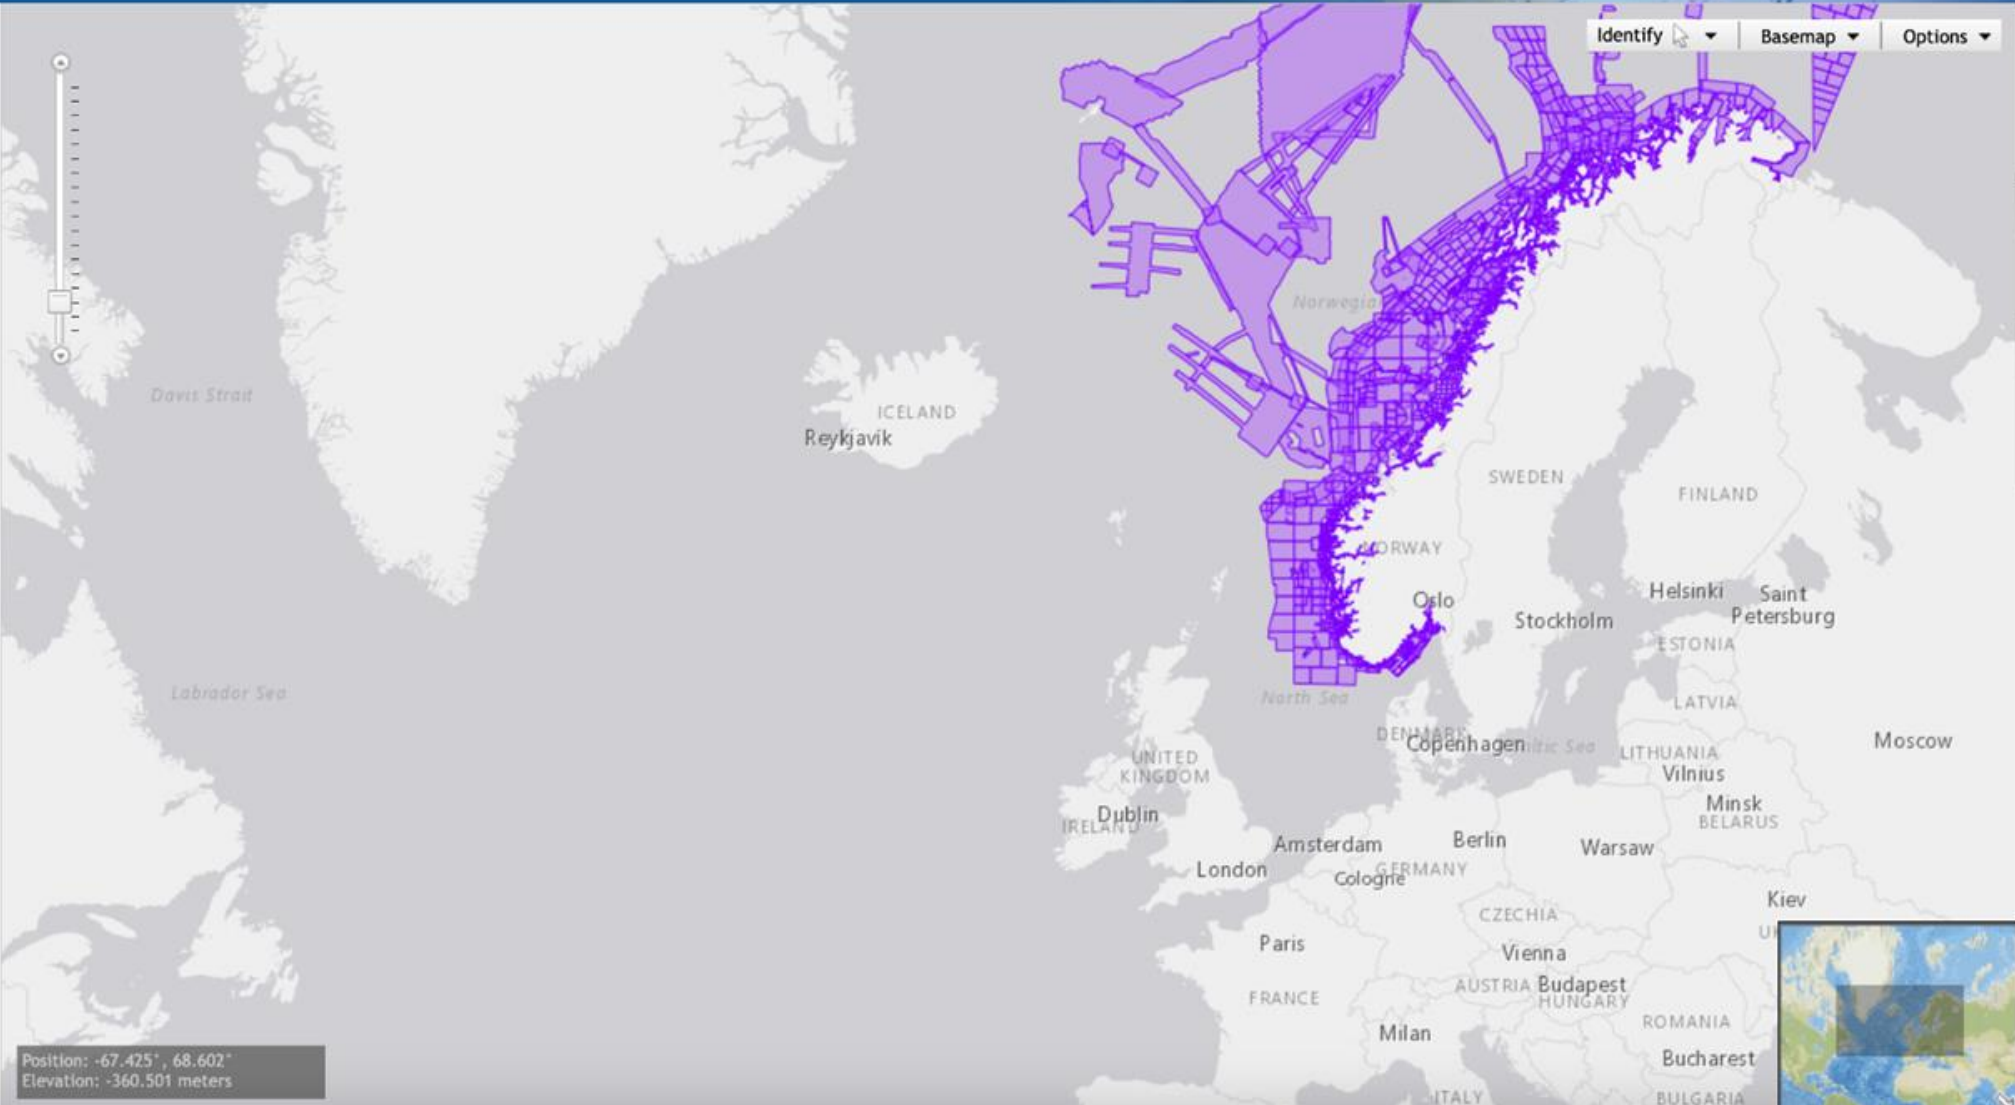 Identify
Basemap
Options
Norwegia
Davis Strait
ICELAND
Reykjavík
SWEDEN
FINLAND
NORWAY
Oslo
Helsinki
Saint
Petersburg
Stockholm
ESTONIA
Labrador Sea
North Sea
LATVIA
DENMARK
Copenhagen
ltic Sea
Moscow
LITHUANIA
UNITED
KINGDOM
Vilnius
Minsk
BELARUS
Dublin
IRELAND
Amsterdam
Berlin
Warsaw
London
GERMANY
Cologne
Kiev
CZECHIA
Paris
Vienna
AUSTRIA
Budapest
HUNGARY
FRANCE
ROMANIA
Milan
Bucharest
Position: -67.425°, 68.602°
Elevation: -360.501 meters
ITALY
BULGARIA